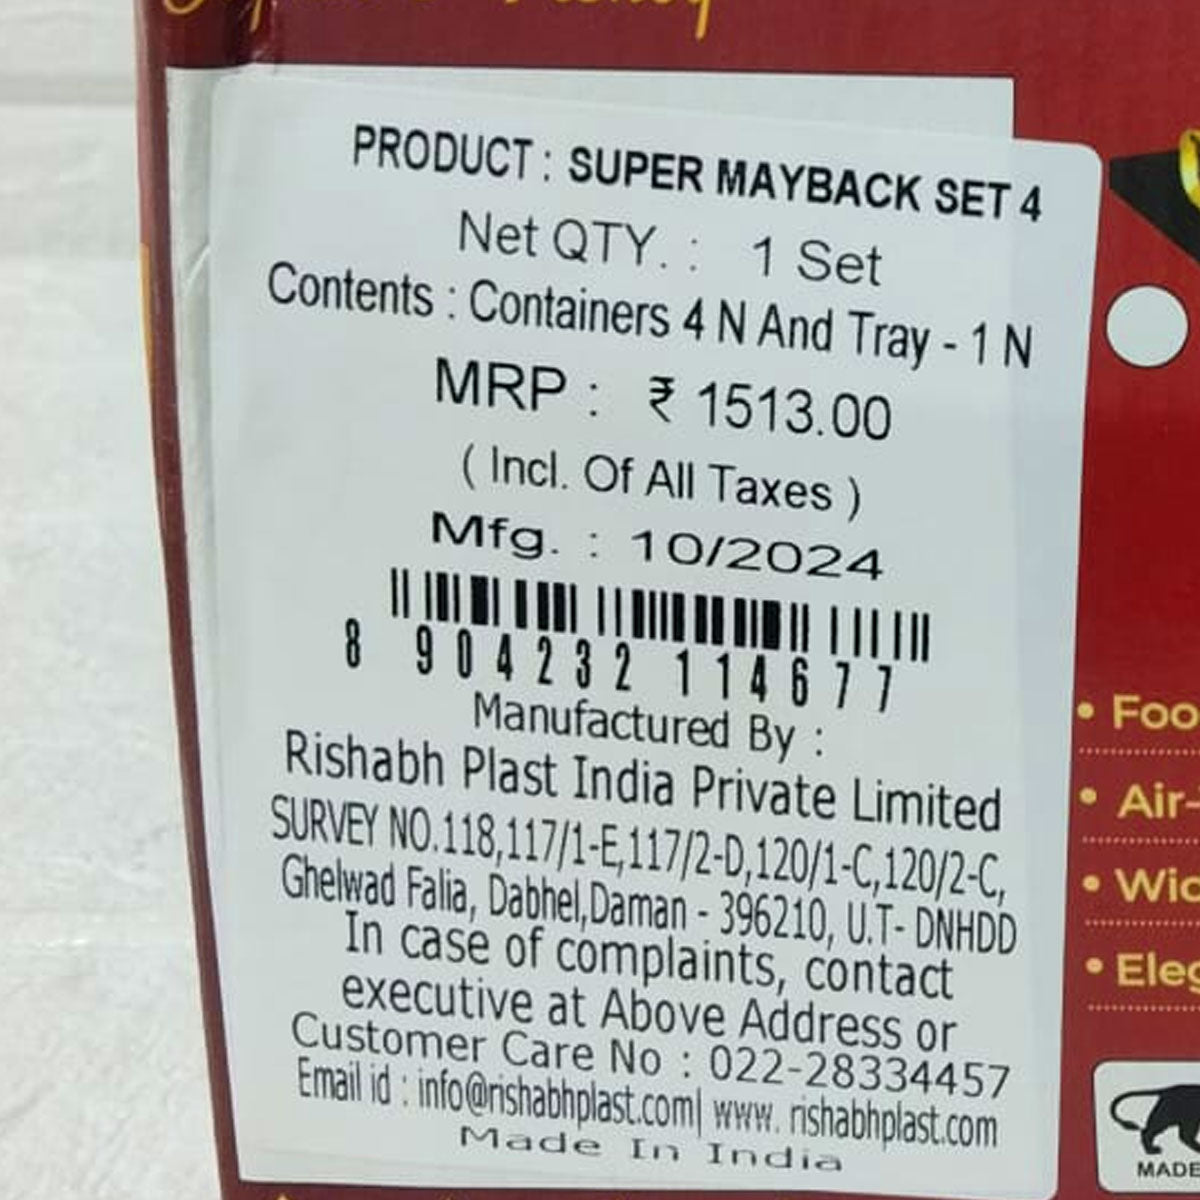 PRODUCT : SUPER MAYBACK SET 4
Net QTY. : 1 Set
Contents : Containers 4 N And Tray - 1 N
MRP : ₹ 1513.00
( Incl. Of All Taxes )
Mfg. : 10/2024
8 904232 114677
Manufactured By :
Rishabh Plast India Private Limited
SURVEY NO.118,117/1-E,117/2-D,120/1-C,120/2-C,
Ghelwad Falia, Dabhel,Daman - 396210, U.T- DNHDD
In case of complaints, contact
executive at Above Address or
Customer Care No : 022-28334457
Email id : info@rishabhplast.com| www. rishabhplast.com
Made In India
• Foo
• Air-
• Wid
• Eleg
MADE